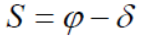 S = φ − δ